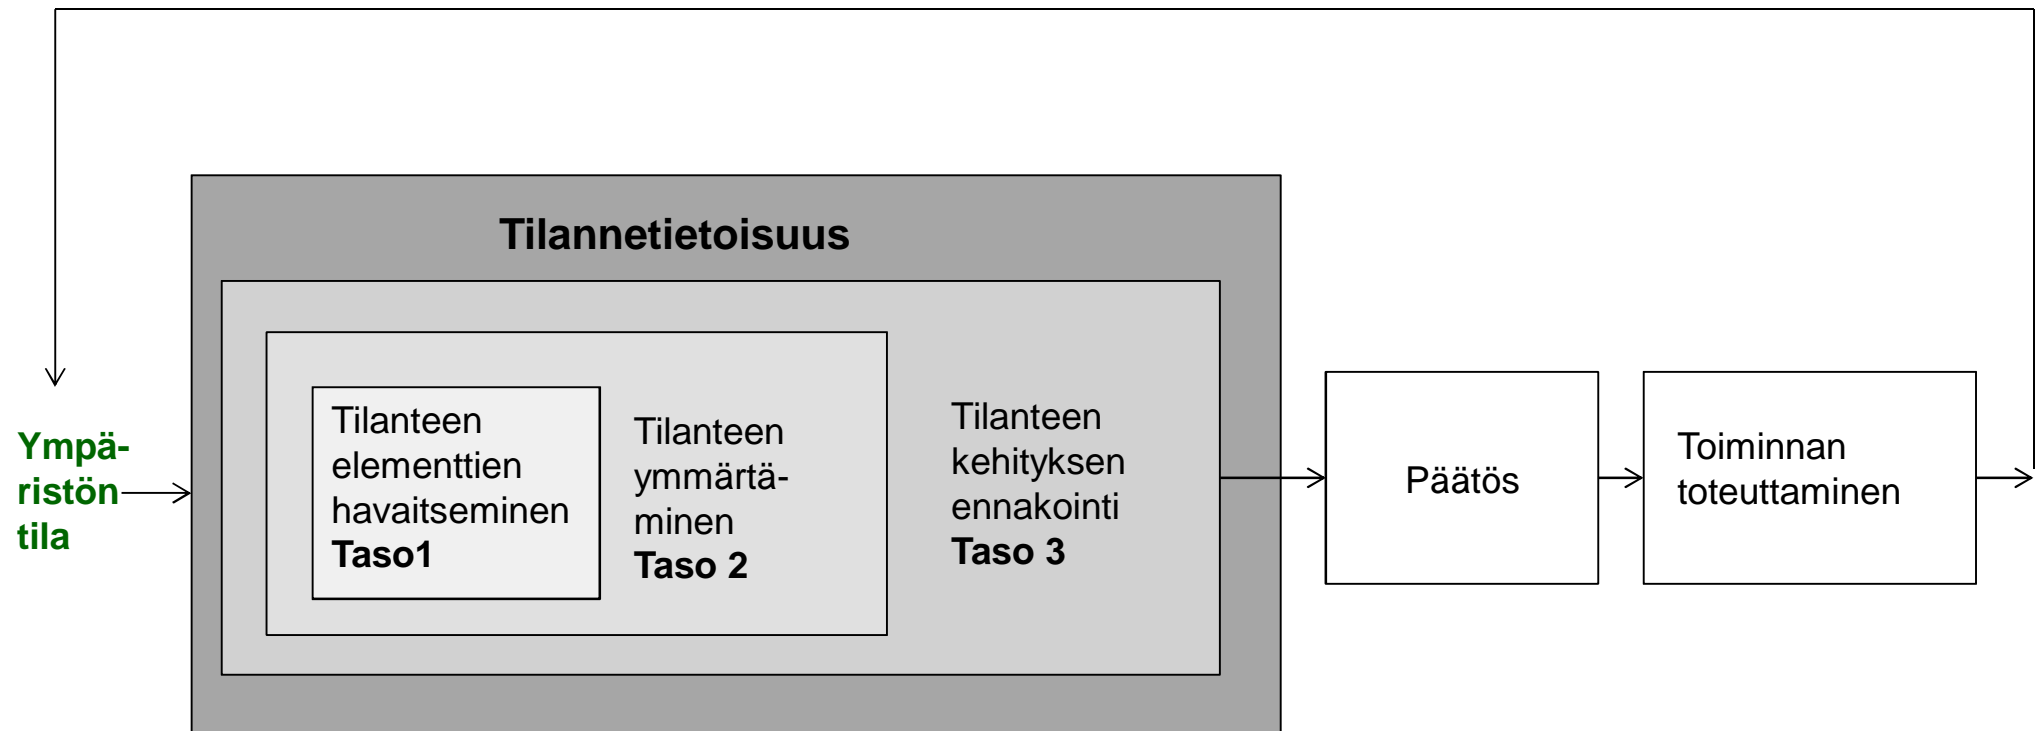 Tilannetietoisuus
Ympä-
ristön
tila
Tilanteen
elementtien
havaitseminen
Taso1
Tilanteen
ymmärtä-
minen
Taso 2
Tilanteen
kehityksen
ennakointi
Taso 3
Päätös
Toiminnan
toteuttaminen